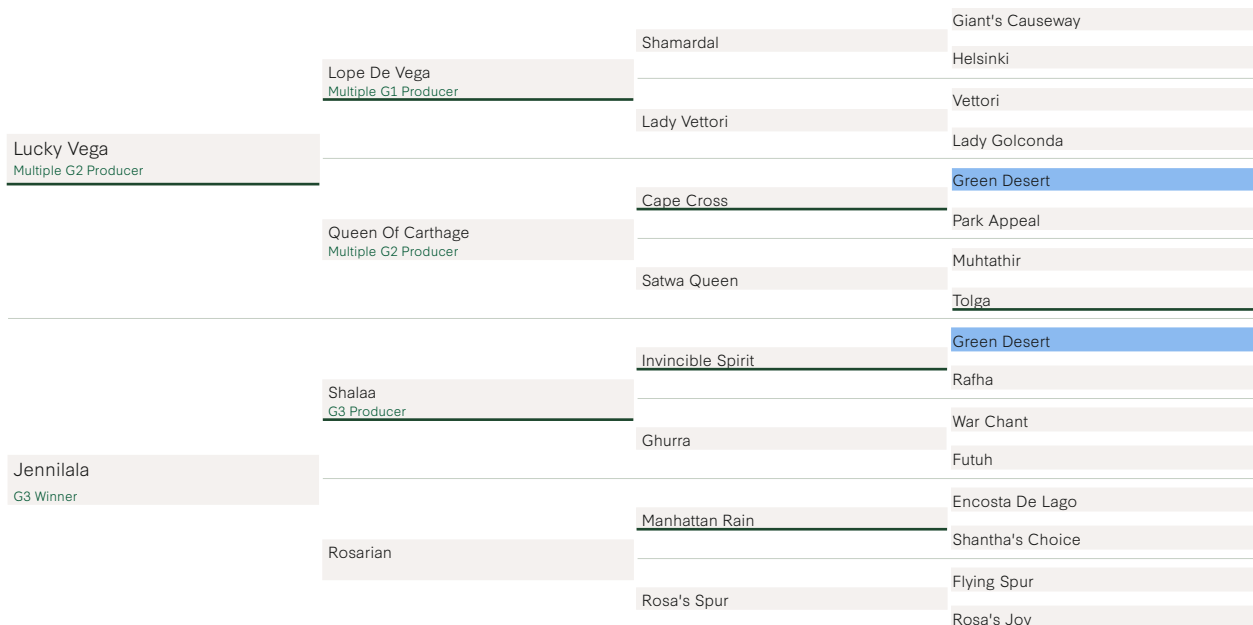 Lucky Vega
Multiple G2 Producer
Jennilala
G3 Winner
Lope De Vega
Multiple G1 Producer
Queen Of Carthage
Multiple G2 Producer
Shalaa
G3 Producer
Rosarian
Shamardal
Lady Vettori
Cape Cross
Satwa Queen
Invincible Spirit
Ghurra
Manhattan Rain
Rosa's Spur
Giant's Causeway
Helsinki
Vettori
Lady Golconda
Green Desert
Park Appeal
Muhtathir
Tolga
Green Desert
Rafha
War Chant
Futuh
Encosta De Lago
Shantha's Choice
Flying Spur
Rosa's Joy